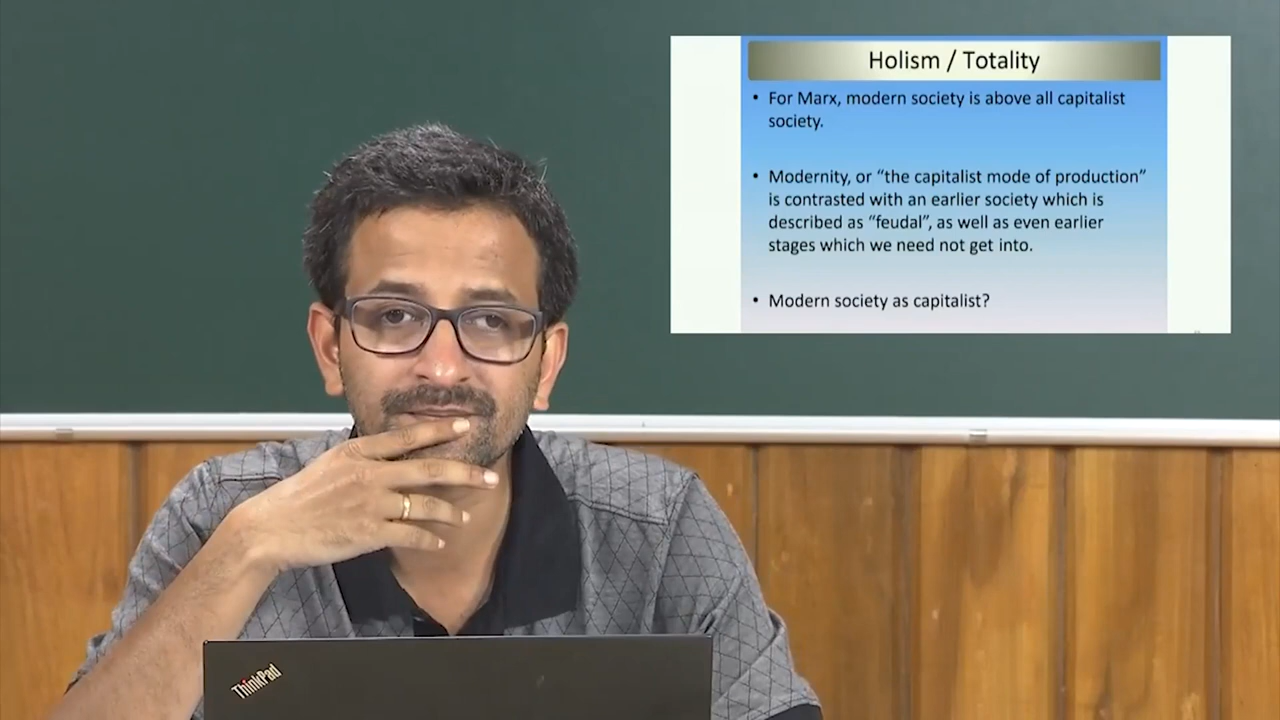 Holism / Totality
• For Marx, modern society is above all capitalist
society.
• Modernity, or “the capitalist mode of production”
is contrasted with an earlier society which is
described as “feudal”, as well as even earlier
stages which we need not get into.
• Modern society as capitalist?
ThinkPad